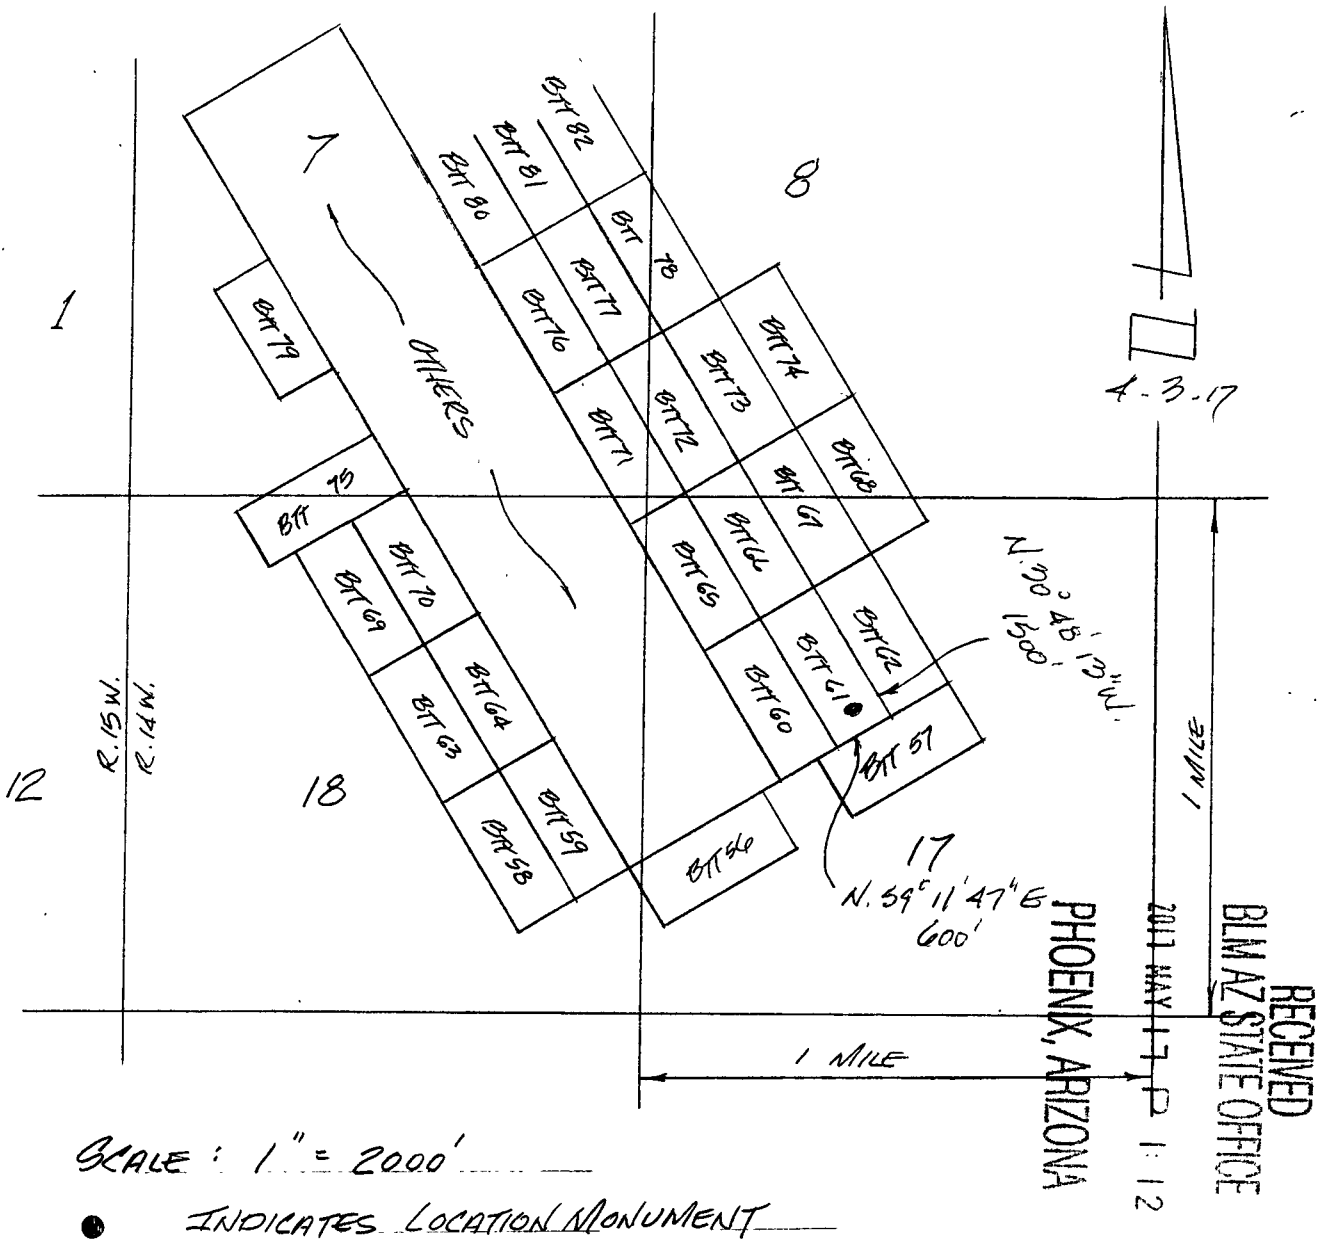 BTT 82
BTT 81
BTT 80
7
8
BTT 78
BTT 77
BTT 76
BTT 79
1
OTHERS
BTT 74
BTT 73
BTT 72
BTT 71
4-3-17
BTT 75
BTT 68
BTT 67
BTT 66
BTT 65
BTT 70
BTT 69
N. 30° 48' 13" W.
1500'
BTT 62
BTT 61
BTT 60
BTT 64
BTT 63
R. 15 W.
R. 14 W.
12
18
BTT 57
1 MILE
BTT 59
BTT 58
BTT 56
17
N. 59° 11' 47" E
600'
RECEIVED
BLM AZ STATE OFFICE
2017 MAY 17 P 1:12
PHOENIX, ARIZONA
1 MILE
SCALE: 1" = 2000'
INDICATES LOCATION MONUMENT